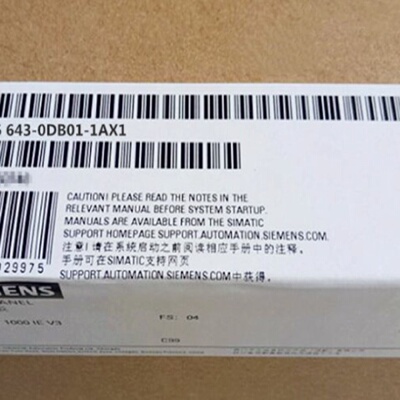 643-0DB01-1AX1
CAUTION! PLEASE READ THE NOTES IN THE
RELEVANT MANUAL BEFORE SYSTEM STARTUP.
MANUALS ARE AVAILABLE FROM THE SIMATIC
SUPPORT HOMEPAGE SUPPORT.AUTOMATION.SIEMENS.COM
注意!请在系统启动之前阅读相应手册中的注释。
手册可在SIMATIC支持网页
SUPPORT.AUTOMATION.SIEMENS.COM中获得。
29975
ENS
ANEL
1000 IE V3
FS: 04
C99